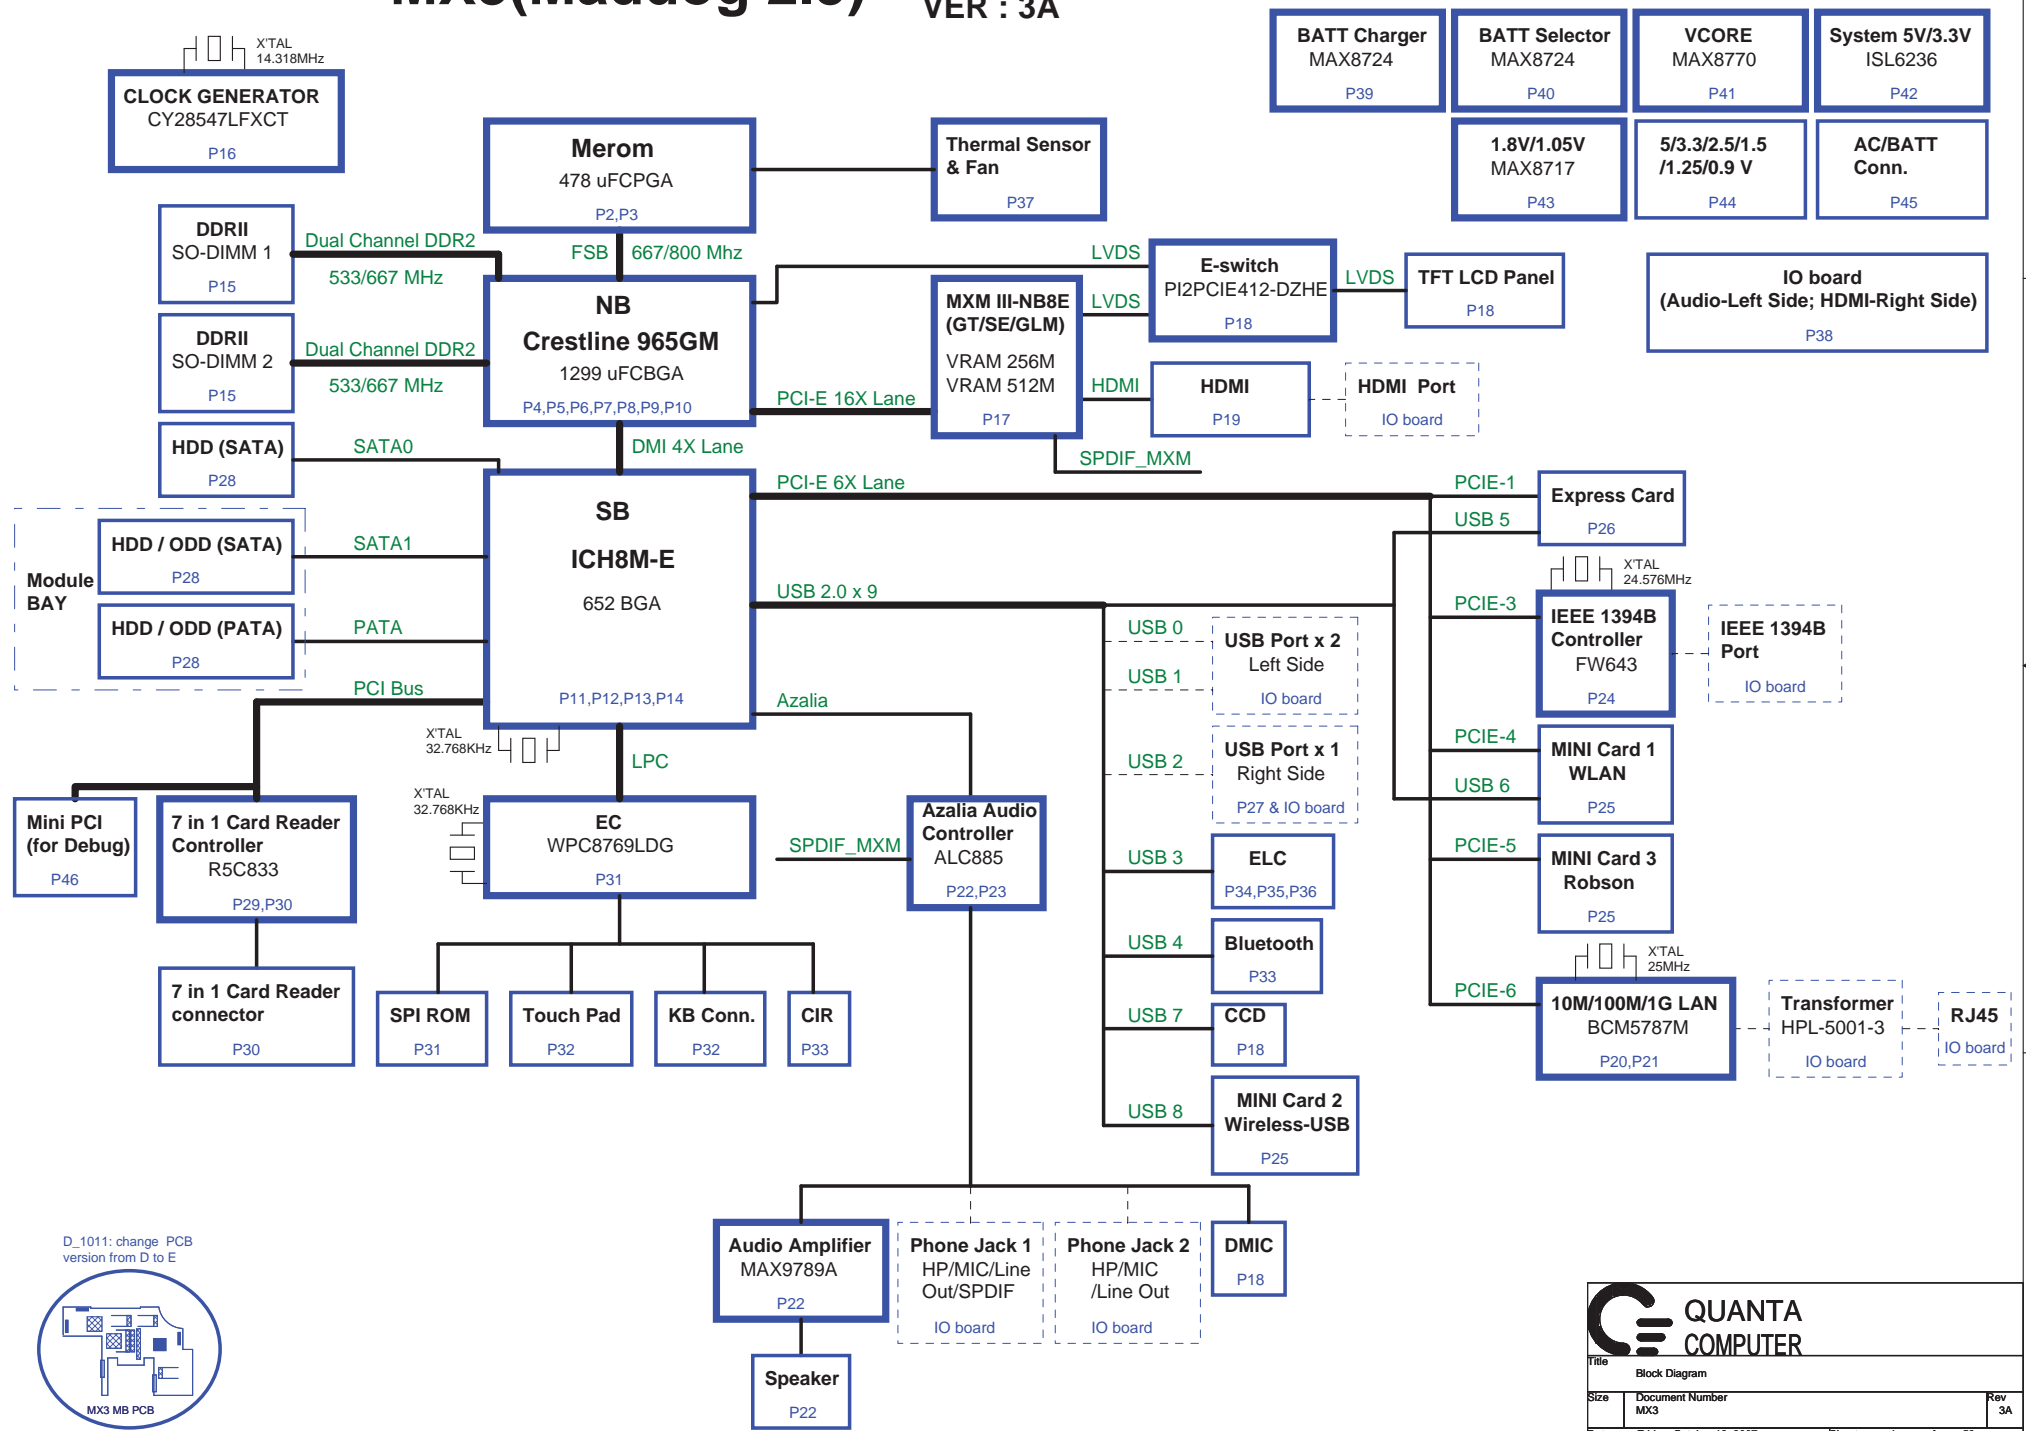 VER : 3A
X'TAL
14.318MHz
CLOCK GENERATOR
CY28547LFXCT
P16
BATT Charger
MAX8724
P39
BATT Selector
MAX8724
P40
VCORE
MAX8770
P41
System 5V/3.3V
ISL6236
P42
1.8V/1.05V
MAX8717
P43
5/3.3/2.5/1.5
/1.25/0.9 V
P44
AC/BATT
Conn.
P45
Merom
478 uFCPGA
P2,P3
Thermal Sensor
& Fan
P37
FSB
667/800 Mhz
DDRII
SO-DIMM 1
P15
Dual Channel DDR2
533/667 MHz
DDRII
SO-DIMM 2
P15
Dual Channel DDR2
533/667 MHz
NB
Crestline 965GM
1299 uFCBGA
P4,P5,P6,P7,P8,P9,P10
PCI-E 16X Lane
MXM III-NB8E
(GT/SE/GLM)
VRAM 256M
VRAM 512M
P17
LVDS
LVDS
E-switch
PI2PCIE412-DZHE
P18
LVDS
TFT LCD Panel
P18
HDMI
HDMI
P19
HDMI Port
IO board
SPDIF_MXM
IO board
(Audio-Left Side; HDMI-Right Side)
P38
HDD (SATA)
P28
SATA0
DMI 4X Lane
Module
BAY
HDD / ODD (SATA)
P28
SATA1
HDD / ODD (PATA)
P28
PATA
PCI Bus
SB
ICH8M-E
652 BGA
P11,P12,P13,P14
PCI-E 6X Lane
USB 2.0 x 9
Azalia
X'TAL
32.768KHz
LPC
PCIE-1
USB 5
Express Card
P26
X'TAL
24.576MHz
PCIE-3
IEEE 1394B
Controller
FW643
P24
IEEE 1394B
Port
IO board
PCIE-4
USB 6
MINI Card 1
WLAN
P25
PCIE-5
MINI Card 3
Robson
P25
X'TAL
25MHz
PCIE-6
10M/100M/1G LAN
BCM5787M
P20,P21
Transformer
HPL-5001-3
IO board
RJ45
IO board
USB 0
USB 1
USB Port x 2
Left Side
IO board
USB 2
USB Port x 1
Right Side
P27 & IO board
USB 3
ELC
P34,P35,P36
USB 4
Bluetooth
P33
USB 7
CCD
P18
USB 8
MINI Card 2
Wireless-USB
P25
Mini PCI
(for Debug)
P46
7 in 1 Card Reader
Controller
R5C833
P29,P30
7 in 1 Card Reader
connector
P30
X'TAL
32.768KHz
EC
WPC8769LDG
P31
SPI ROM
P31
Touch Pad
P32
KB Conn.
P32
CIR
P33
SPDIF_MXM
Azalia Audio
Controller
ALC885
P22,P23
Audio Amplifier
MAX9789A
P22
Speaker
P22
Phone Jack 1
HP/MIC/Line
Out/SPDIF
IO board
Phone Jack 2
HP/MIC
/Line Out
IO board
DMIC
P18
D_1011: change PCB
version from D to E
MX3 MB PCB
QUANTA
COMPUTER
Title
Block Diagram
Size
Document Number
MX3
Rev
3A